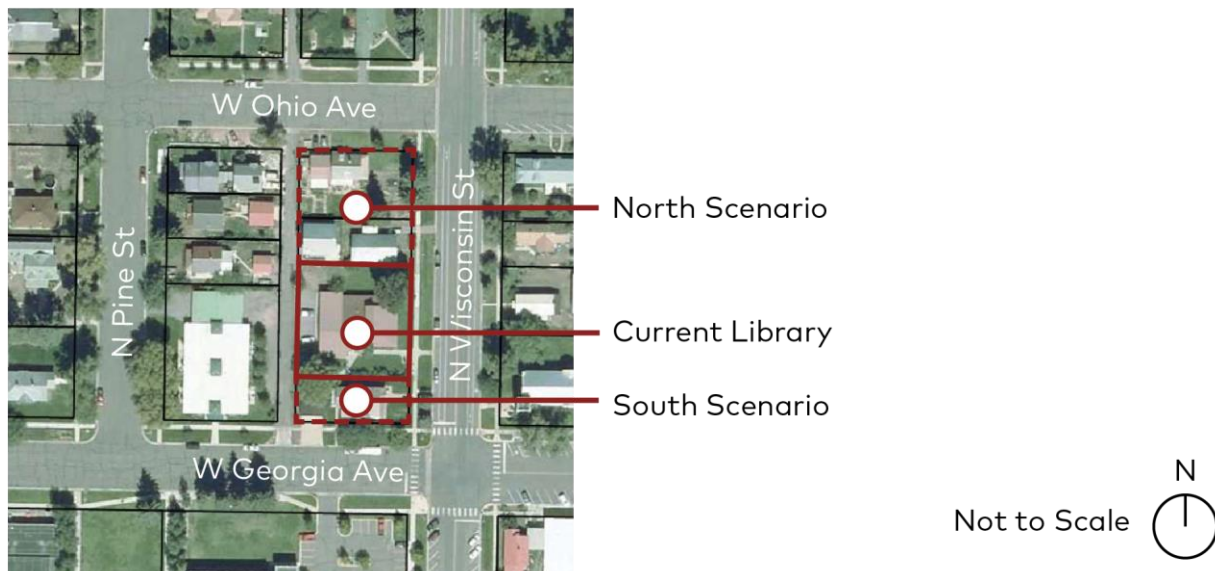 W Ohio Ave
N Pine St
N Wisconsin St
W Georgia Ave
North Scenario
Current Library
South Scenario
N
Not to Scale